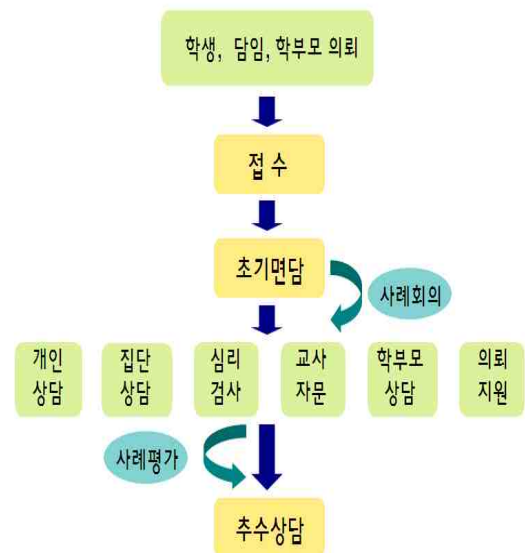 학생, 담임, 학부모 의뢰
접 수
초기면담
사례회의
개인
상담
집단
상담
심리
검사
교사
자문
학부모
상담
의뢰
지원
사례평가
추수상담